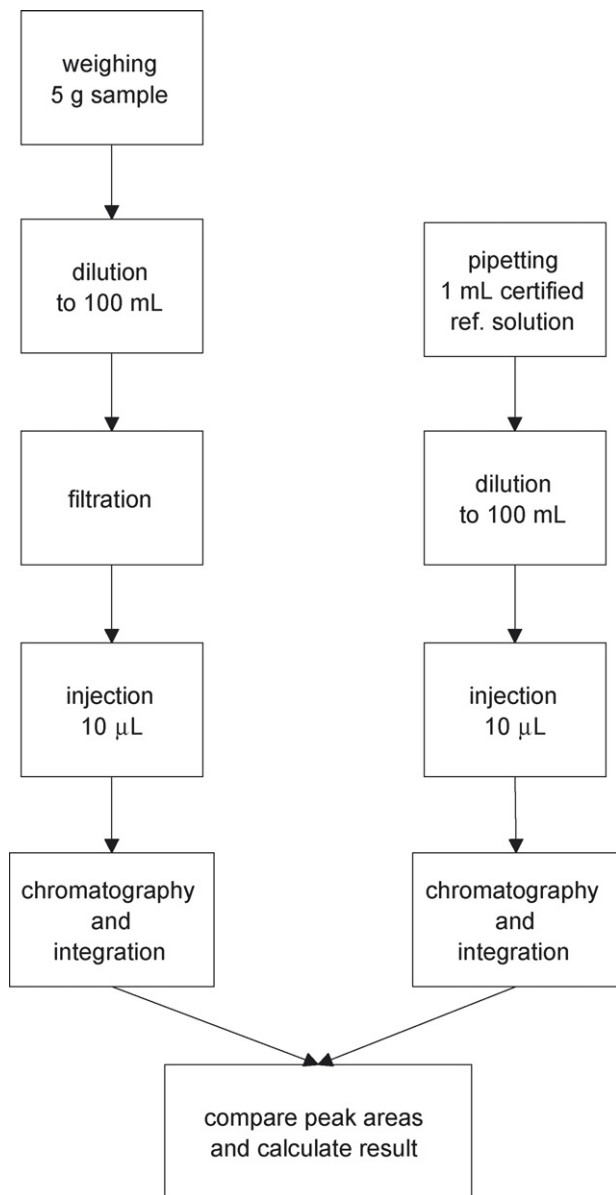 weighing
5 g sample
dilution
to 100 mL
filtration
injection
10 μL
chromatography
and
integration
pipetting
1 mL certified
ref. solution
dilution
to 100 mL
injection
10 μL
chromatography
and
integration
compare peak areas
and calculate result